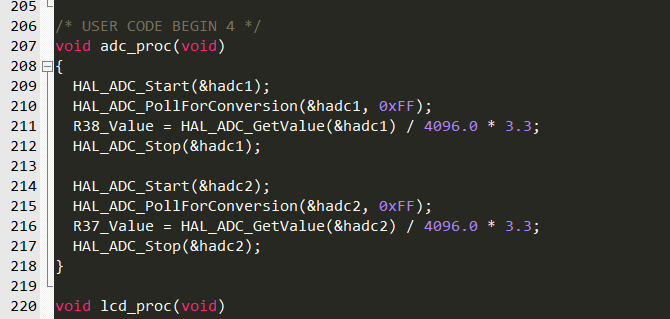 205
206 /* USER CODE BEGIN 4 */
207 void adc_proc(void)
208 {
209 HAL_ADC_Start(&hadc1);
210 HAL_ADC_PollForConversion(&hadc1, 0xFF);
211 R38_Value = HAL_ADC_GetValue(&hadc1) / 4096.0 * 3.3;
212 HAL_ADC_Stop(&hadc1);
213
214 HAL_ADC_Start(&hadc2);
215 HAL_ADC_PollForConversion(&hadc2, 0xFF);
216 R37_Value = HAL_ADC_GetValue(&hadc2) / 4096.0 * 3.3;
217 HAL_ADC_Stop(&hadc2);
218 }
219
220 void lcd_proc(void)